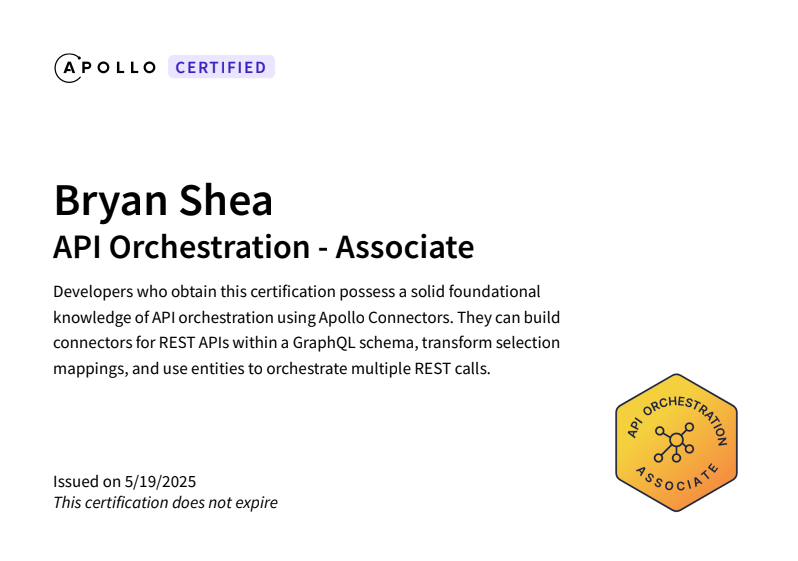 APOLLO CERTIFIED
Bryan Shea
API Orchestration - Associate
Developers who obtain this certification possess a solid foundational
knowledge of API orchestration using Apollo Connectors. They can build
connectors for REST APIs within a GraphQL schema, transform selection
mappings, and use entities to orchestrate multiple REST calls.
API ORCHESTRATION
ASSOCIATE
Issued on 5/19/2025
This certification does not expire